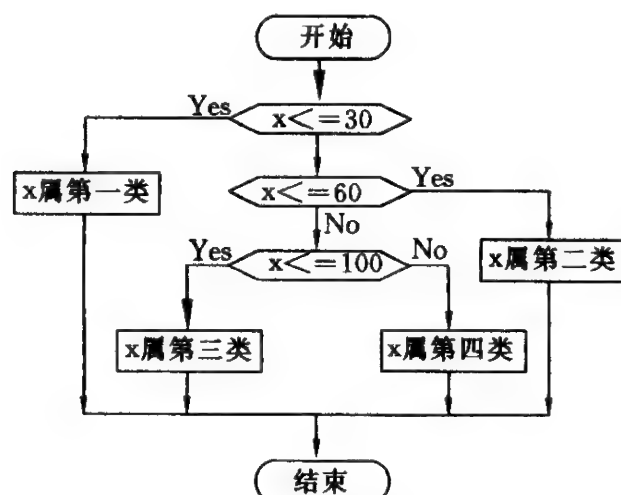 开始
Yes
x<=30
x属第一类
x<=60
Yes
No
Yes
x<=100
No
x属第二类
x属第三类
x属第四类
结束